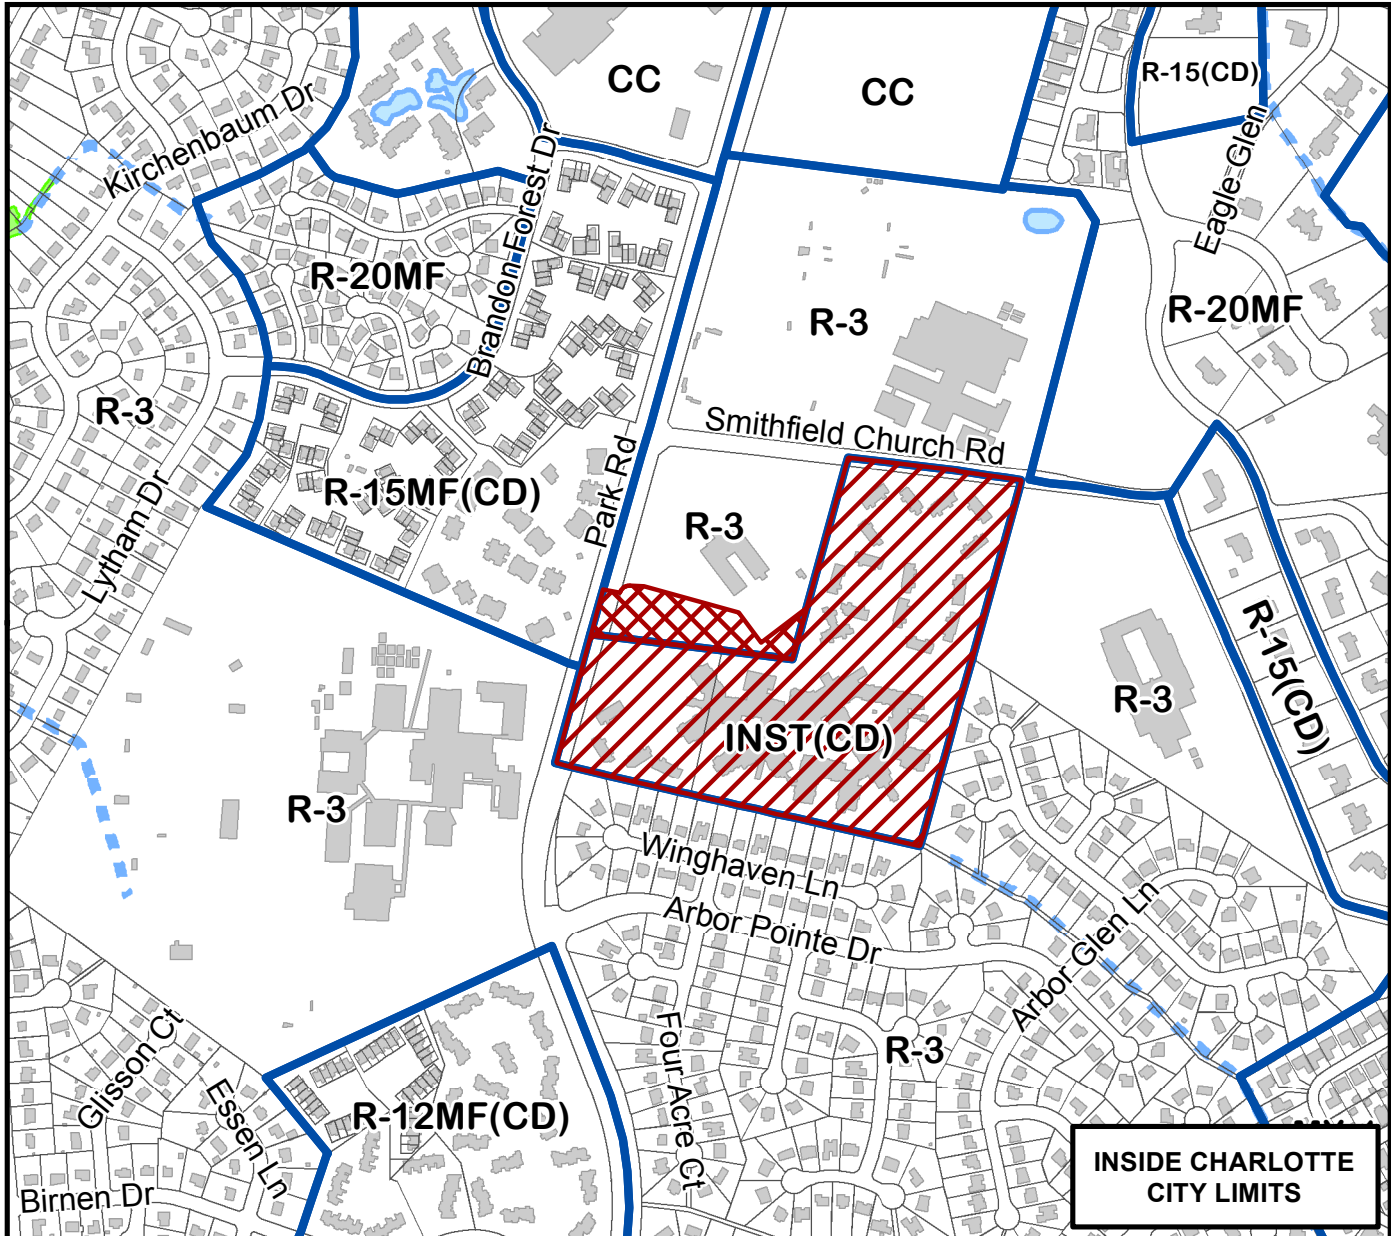 CC
CC
R-15(CD)
Kirchenbaum Dr
Eagle Glen
Brandon Forest Dr
R-20MF
R-20MF
R-3
R-3
Smithfield Church Rd
Park Rd
R-15MF(CD)
R-3
Lytham Dr
R-15(CD)
R-3
INST(CD)
R-3
Winghaven Ln
Arbor Pointe Dr
Arbor Glen Ln
Four Acre Ct
R-3
Glisson Ct
Essen Ln
R-12MF(CD)
Birnen Dr
INSIDE CHARLOTTE
CITY LIMITS